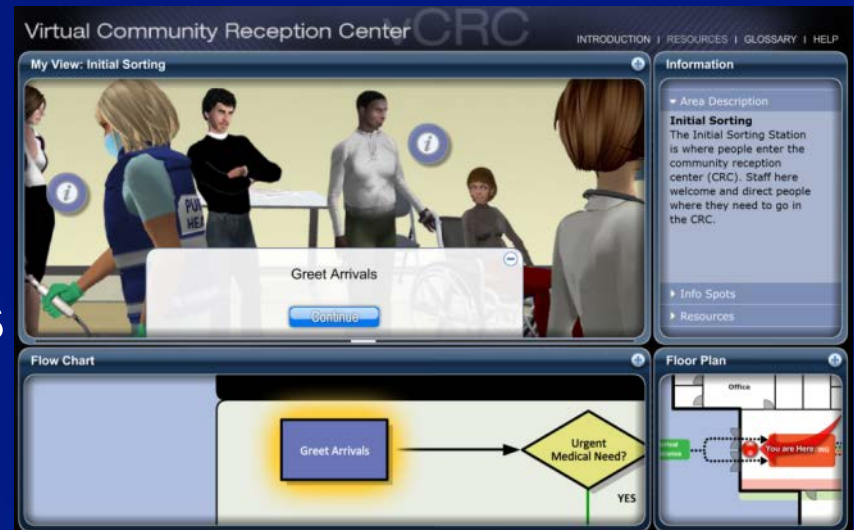 Virtual Community Reception Center
vCRC
INTRODUCTION | RESOURCES | GLOSSARY | HELP
My View: Initial Sorting
i
i
PU
HEA
Greet Arrivals
Continue
Information
Area Description
Initial Sorting
The Initial Sorting Station
is where people enter the
community reception
center (CRC). Staff here
welcome and direct people
where they need to go in
the CRC.
Info Spots
Resources
s
Flow Chart
Greet Arrivals
Urgent
Medical Need?
YES
Floor Plan
Office
You are Here